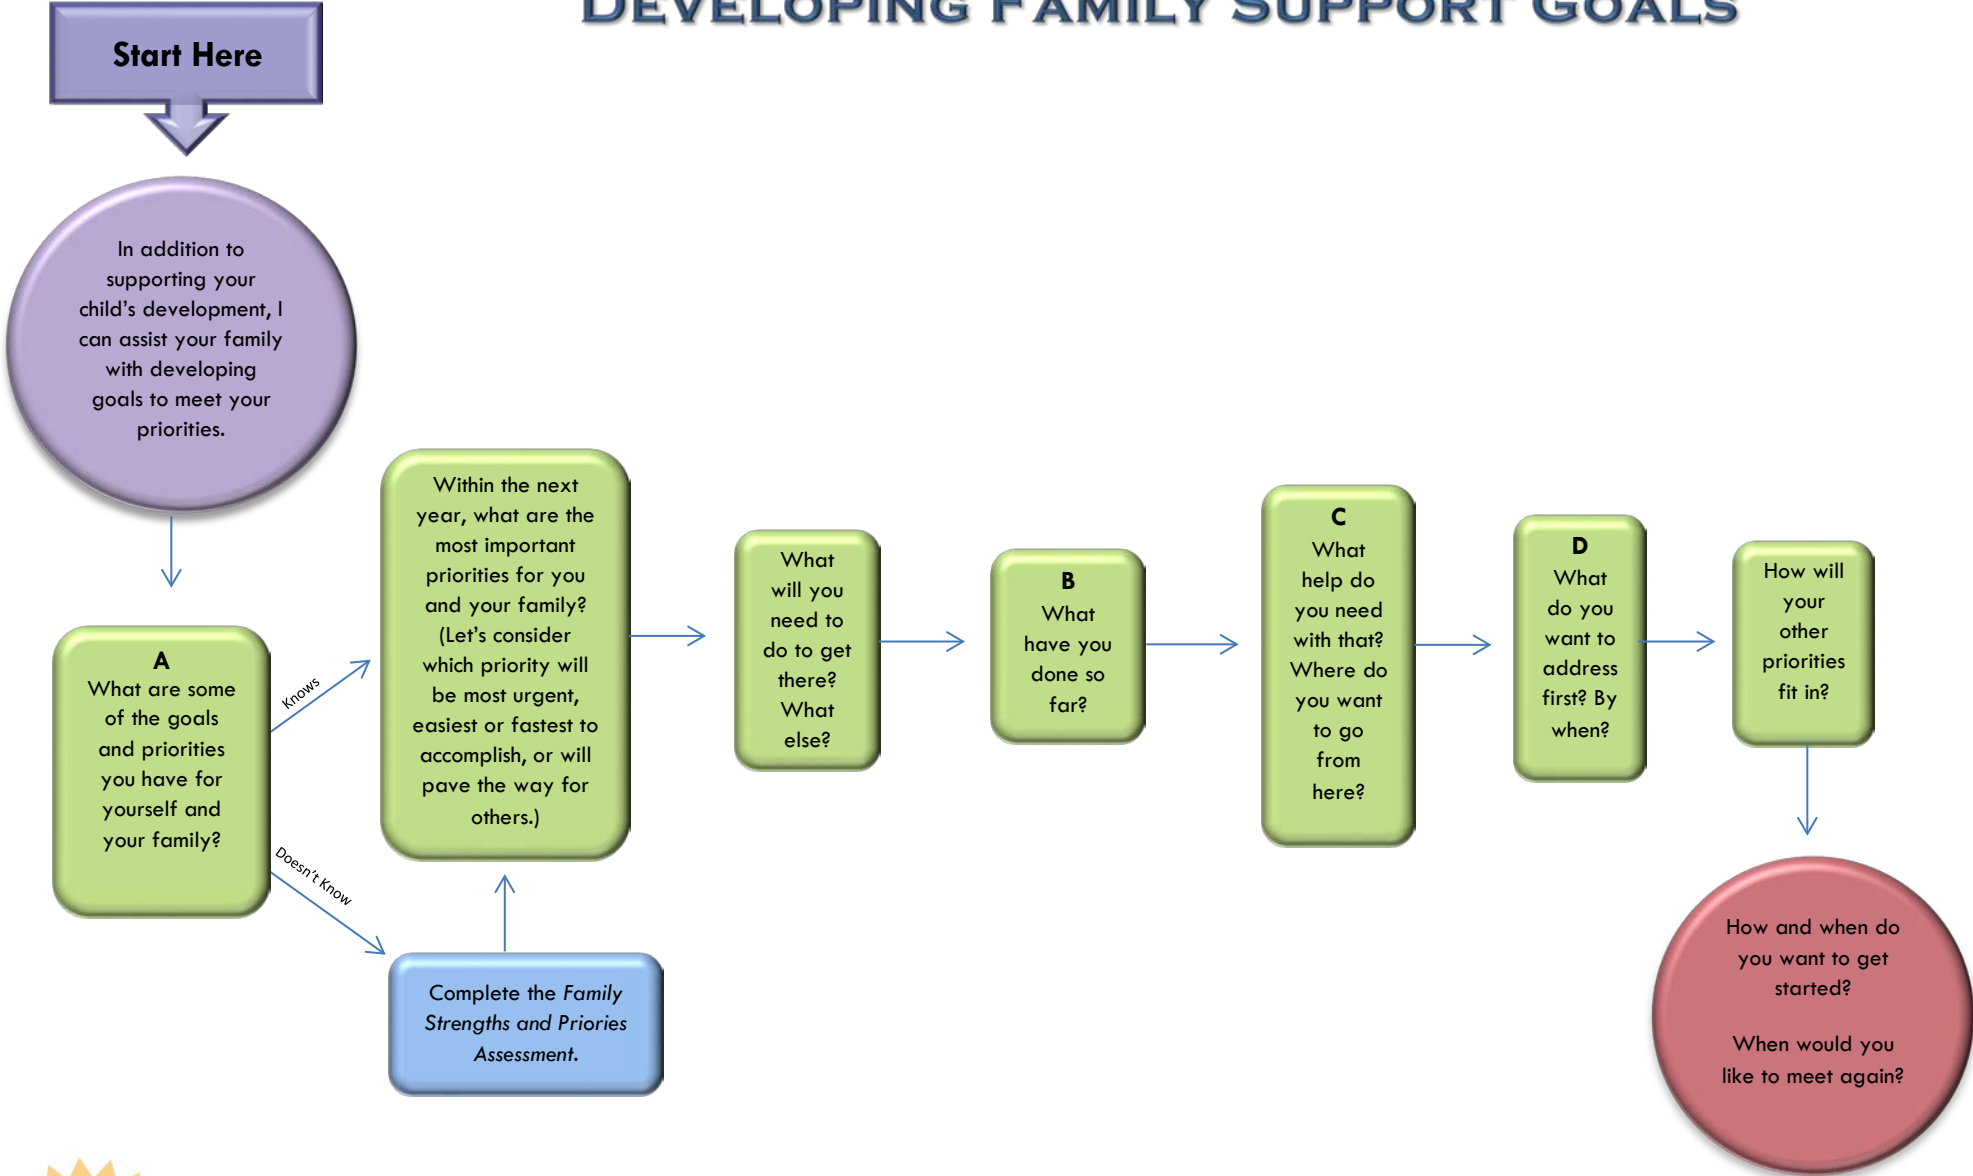 DEVELOPING FAMILY SUPPORT GOALS
Start Here
In addition to
supporting your
child's development, I
can assist your family
with developing
goals to meet your
priorities.
A
What are some
of the goals
and priorities
you have for
yourself and
your family?
Knows
Doesn't Know
Within the next
year, what are the
most important
priorities for you
and your family?
(Let's consider
which priority will
be most urgent,
easiest or fastest to
accomplish, or will
pave the way for
others.)
Complete the Family
Strengths and Priories
Assessment.
What
will you
need to
do to get
there?
What
else?
B
What
have you
done so
far?
C
What
help do
you need
with that?
Where do
you want
to go
from
here?
D
What
do you
want to
address
first? By
when?
How will
your
other
priorities
fit in?
How and when do
you want to get
started?
When would you
like to meet again?